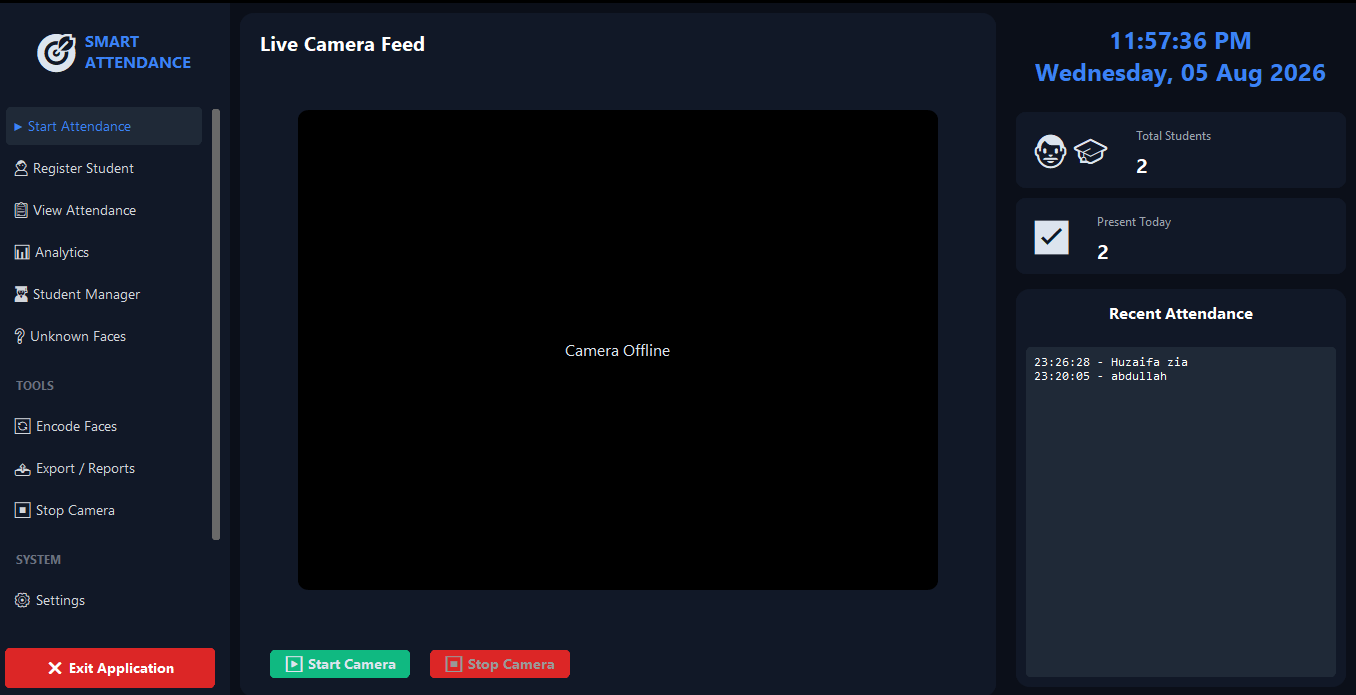 SMART
ATTENDANCE
Start Attendance
Register Student
View Attendance
Analytics
Student Manager
Unknown Faces
TOOLS
Encode Faces
Export / Reports
Stop Camera
SYSTEM
Settings
Exit Application
Live Camera Feed
Camera Offline
Start Camera
Stop Camera
11:57:36 PM
Wednesday, 05 Aug 2026
Total Students
2
Present Today
2
Recent Attendance
23:26:28 - Huzaifa zia
23:20:05 - abdullah